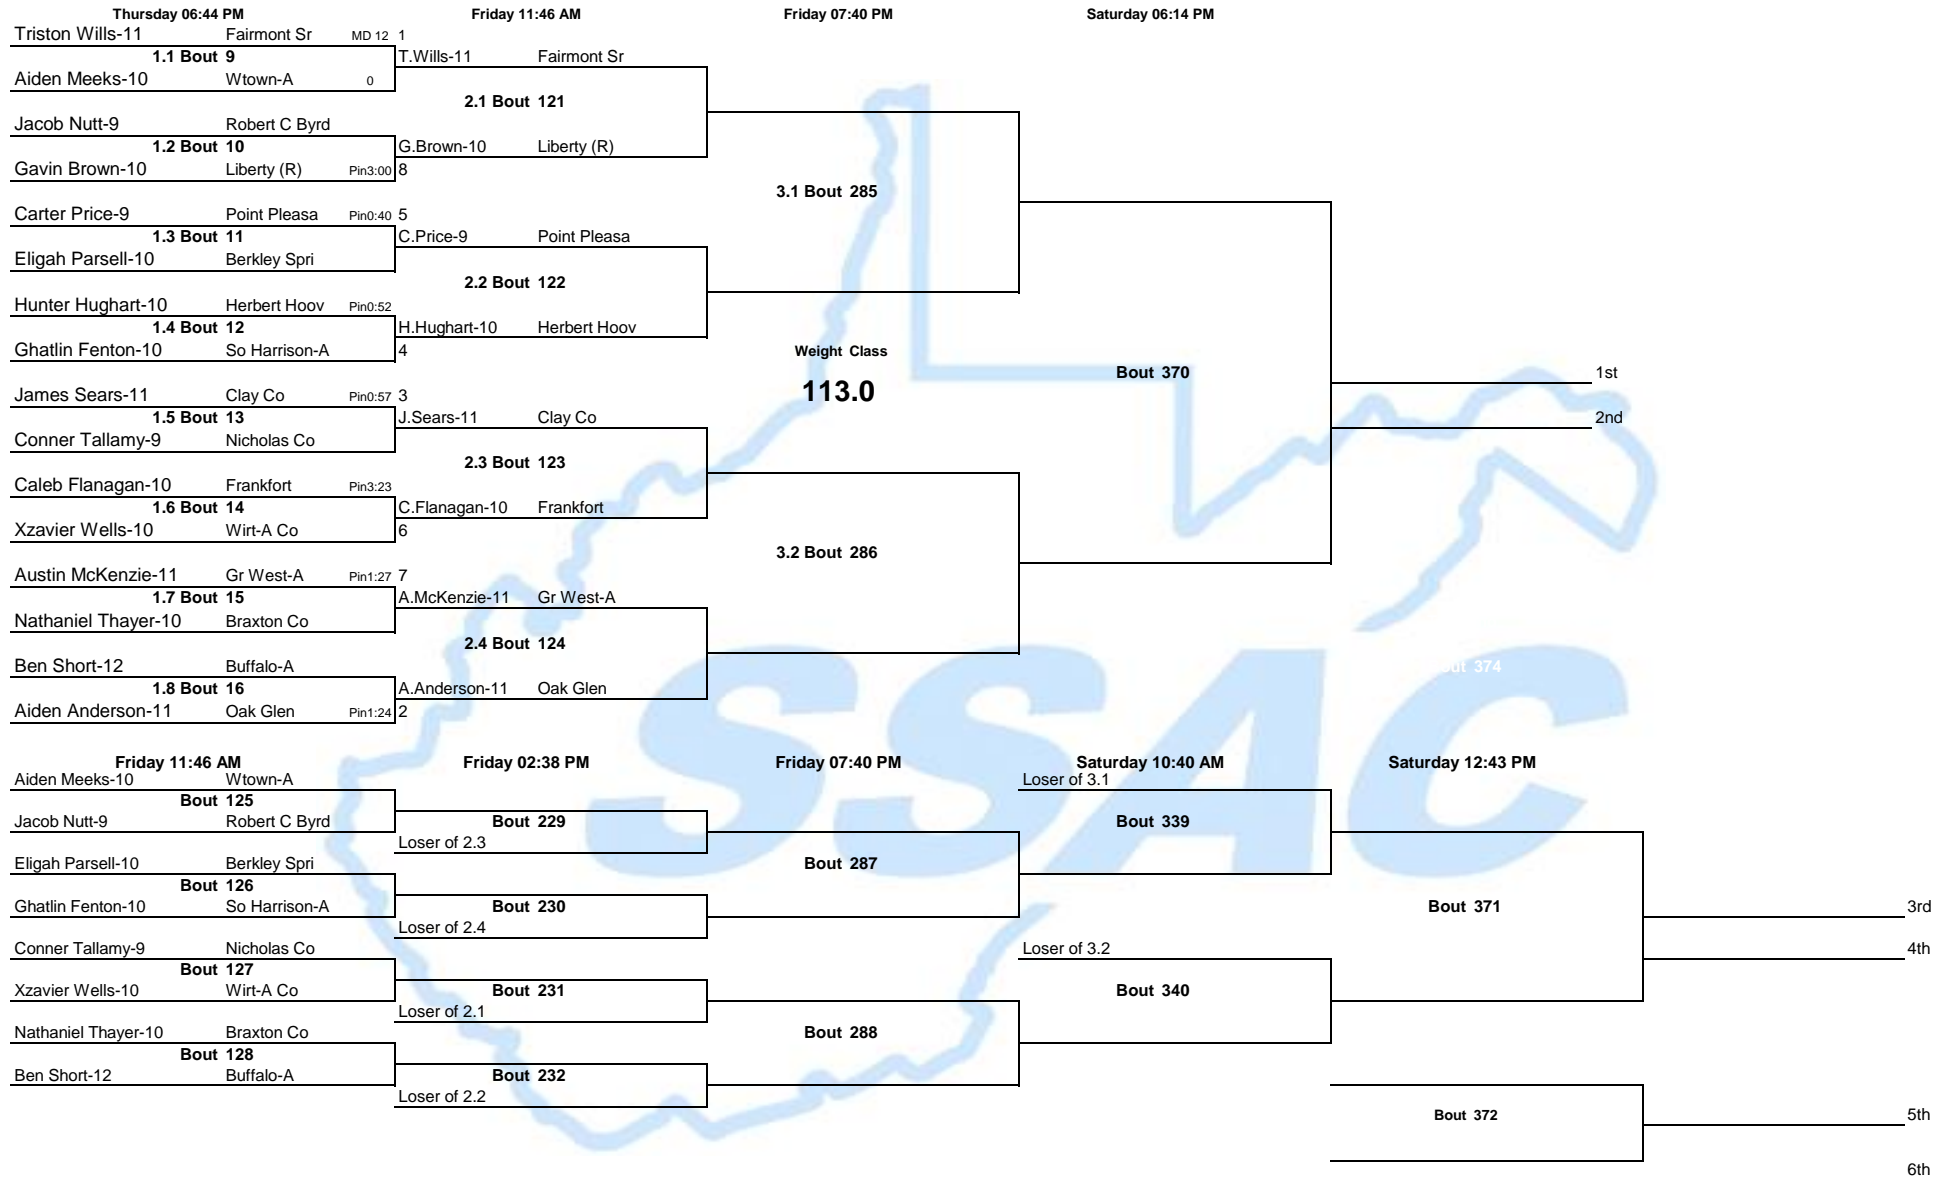 Thursday 06:44 PM Friday 11:46 AM Friday 07:40 PM Saturday 06:14 PM
Triston Wills-11 Fairmont Sr MD 12 1
1.1 Bout 9 T.Wills-11 Fairmont Sr
Aiden Meeks-10 Wtown-A 0
2.1 Bout 121
Jacob Nutt-9 Robert C Byrd
1.2 Bout 10 G.Brown-10 Liberty (R)
Gavin Brown-10 Liberty (R) Pin3:00 8
3.1 Bout 285
Carter Price-9 Point Pleasa Pin0:40 5
1.3 Bout 11 C.Price-9 Point Pleasa
Eligah Parsell-10 Berkley Spri
2.2 Bout 122
Hunter Hughart-10 Herbert Hoov Pin0:52
1.4 Bout 12 H.Hughart-10 Herbert Hoov
Ghatlin Fenton-10 So Harrison-A 4 Weight Class
Bout 370 1st
James Sears-11 Clay Co Pin0:57 3 113.0
1.5 Bout 13 J.Sears-11 Clay Co 2nd
Conner Tallamy-9 Nicholas Co
2.3 Bout 123
Caleb Flanagan-10 Frankfort Pin3:23
1.6 Bout 14 C.Flanagan-10 Frankfort
Xzavier Wells-10 Wirt-A Co 6
3.2 Bout 286
Austin McKenzie-11 Gr West-A Pin1:27 7
1.7 Bout 15 A.McKenzie-11 Gr West-A
Nathaniel Thayer-10 Braxton Co
2.4 Bout 124
Ben Short-12 Buffalo-A 374
1.8 Bout 16 A.Anderson-11 Oak Glen
Aiden Anderson-11 Oak Glen Pin1:24 2
SSAC
Friday 11:46 AM Friday 02:38 PM Friday 07:40 PM Saturday 10:40 AM Saturday 12:43 PM
Aiden Meeks-10 Wtown-A Loser of 3.1
Bout 125
Jacob Nutt-9 Robert C Byrd Bout 229 Bout 339
Loser of 2.3
Eligah Parsell-10 Berkley Spri Bout 287
Bout 126
Ghatlin Fenton-10 So Harrison-A Bout 230 Bout 371 3rd
Loser of 2.4
Conner Tallamy-9 Nicholas Co Loser of 3.2 4th
Bout 127
Xzavier Wells-10 Wirt-A Co Bout 231 Bout 340
Loser of 2.1
Nathaniel Thayer-10 Braxton Co Bout 288
Bout 128
Ben Short-12 Buffalo-A Bout 232
Loser of 2.2
Bout 372 5th
6th